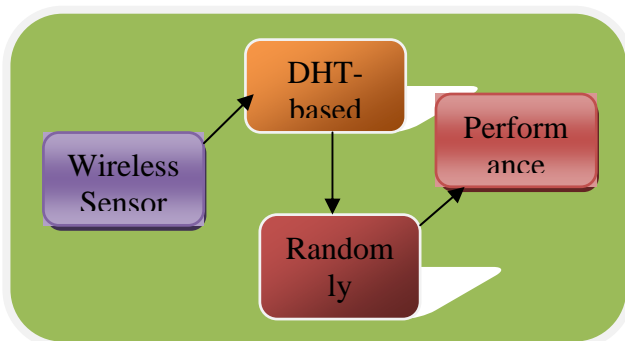 Wireless
Sensor
DHT-
based
Random
ly
Perform
ance